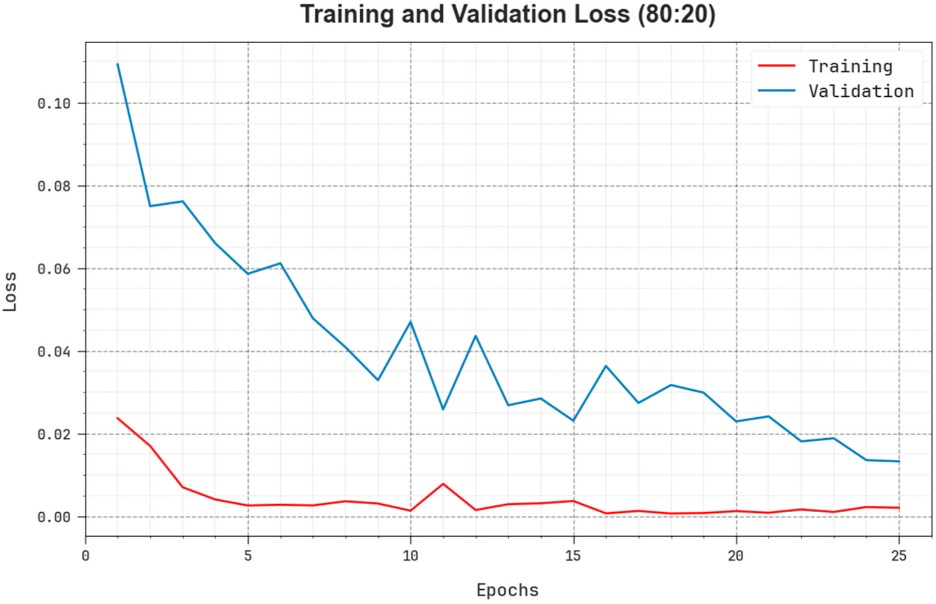 Training and Validation Loss (80:20)
Training
Validation
0.10
0.08
0.06
0.04
0.02
0.00
Loss
0 5 10 15 20 25
Epochs